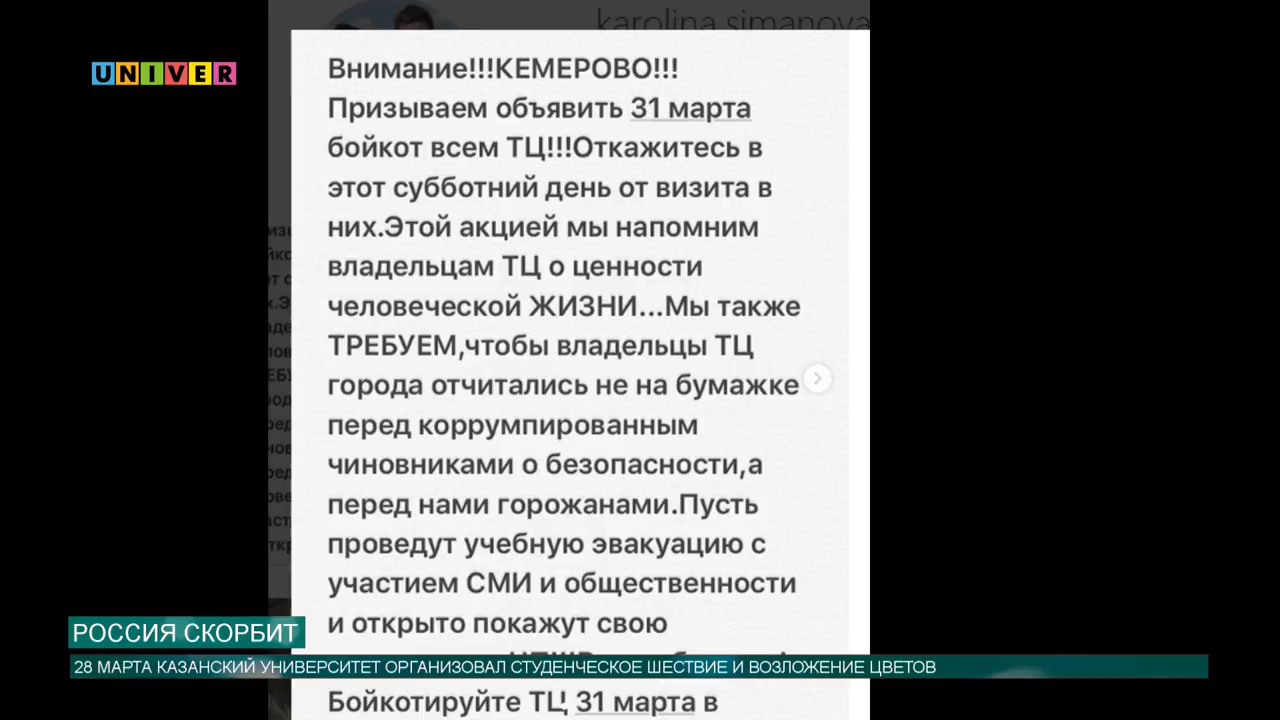 karolina simanova
UNIVER
Внимание!!!КЕМЕРОВО!!!
Призываем объявить 31 марта
бойкот всем ТЦ!!!Откажитесь в
этот субботний день от визита в
них.Этой акцией мы напомним
владельцам ТЦ о ценности
человеческой ЖИЗНИ...Мы также
ТРЕБУЕМ,чтобы владельцы ТЦ
города отчитались не на бумажке
перед коррумпированным
чиновниками о безопасности,а
перед нами горожанами.Пусть
проведут учебную эвакуацию с
участием СМИ и общественности
и открыто покажут свою
Бойкотируйте ТЦ 31 марта в
РОССИЯ СКОРБИТ
28 МАРТА КАЗАНСКИЙ УНИВЕРСИТЕТ ОРГАНИЗОВАЛ СТУДЕНЧЕСКОЕ ШЕСТВИЕ И ВОЗЛОЖЕНИЕ ЦВЕТОВ